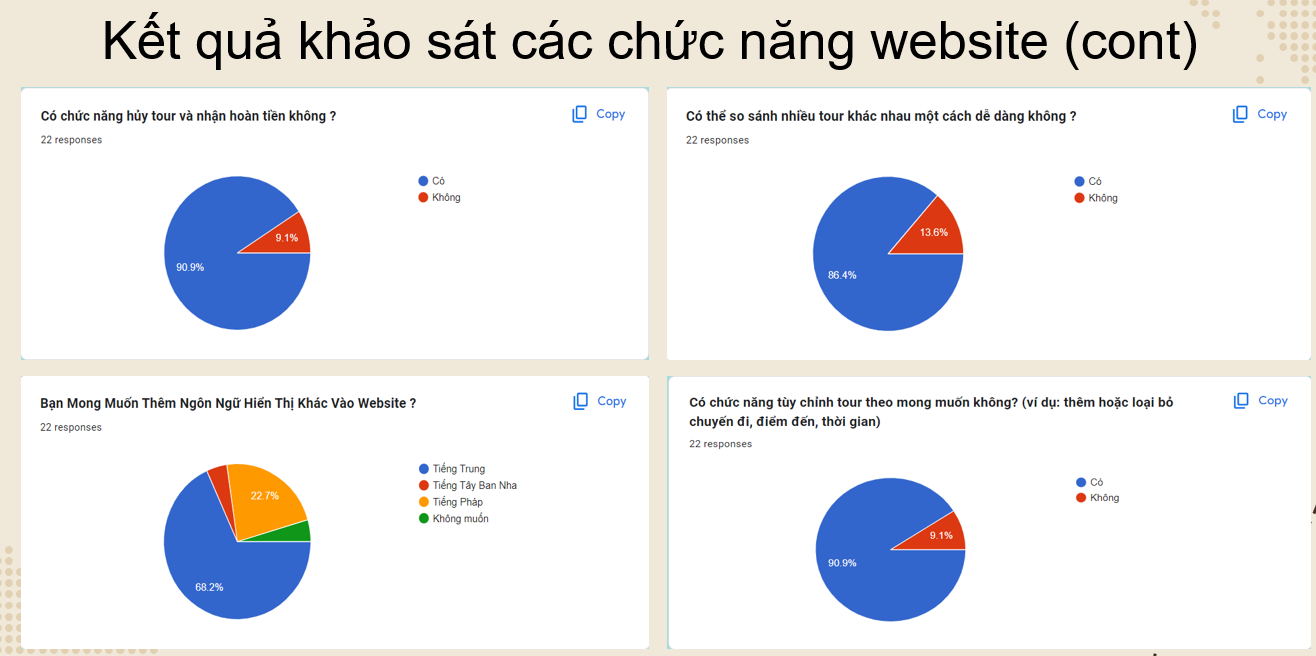 Kết quả khảo sát các chức năng website (cont)
Có chức năng hủy tour và nhận hoàn tiền không ?
Copy
22 responses
Có
Không
9.1%
90.9%
Có thể so sánh nhiều tour khác nhau một cách dễ dàng không ?
Copy
22 responses
Có
Không
13.6%
86.4%
Bạn Mong Muốn Thêm Ngôn Ngữ Hiển Thị Khác Vào Website ?
Copy
22 responses
Tiếng Trung
Tiếng Tây Ban Nha
Tiếng Pháp
Không muốn
22.7%
68.2%
Có chức năng tùy chỉnh tour theo mong muốn không? (ví dụ: thêm hoặc loại bỏ
chuyến đi, điểm đến, thời gian)
Copy
22 responses
Có
Không
9.1%
90.9%